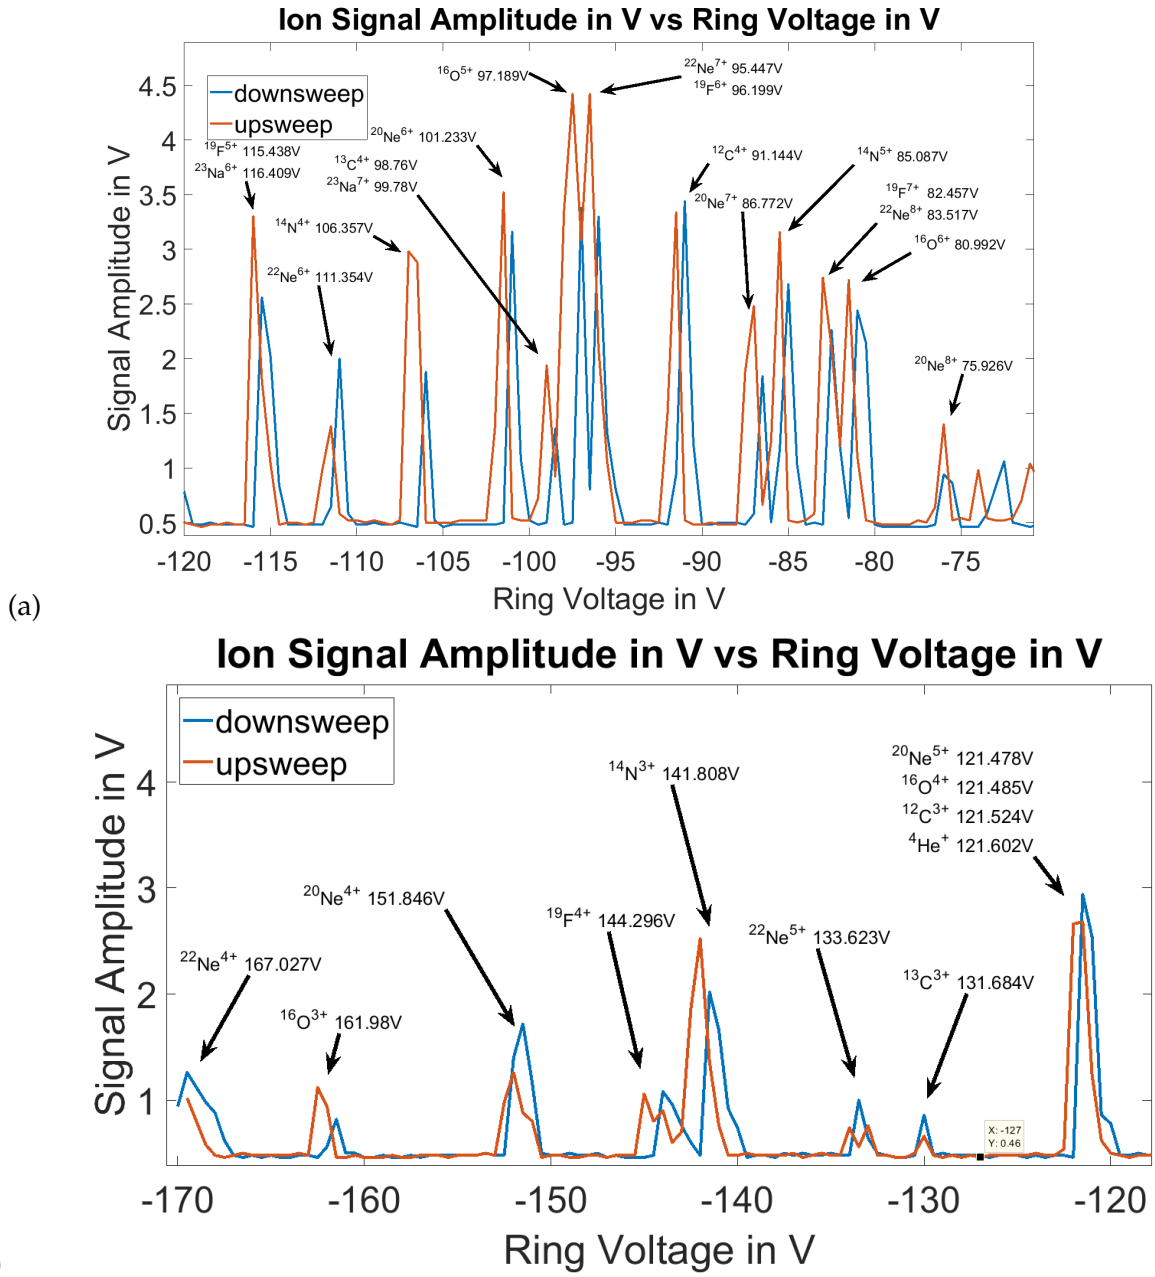 Ion Signal Amplitude in V vs Ring Voltage in V
downsweep
upsweep
¹⁶O⁵⁺ 97.189V
²²Ne⁷⁺ 95.447V
¹⁹F⁶⁺ 96.199V
¹⁹F⁵⁺ 115.438V
²³Na⁶⁺ 116.409V
²⁰Ne⁶⁺ 101.233V
¹³C⁴⁺ 98.76V
²³Na⁷⁺ 99.78V
¹²C⁴⁺ 91.144V
¹⁴N⁵⁺ 85.087V
²⁰Ne⁷⁺ 86.772V
¹⁹F⁷⁺ 82.457V
²²Ne⁸⁺ 83.517V
¹⁶O⁶⁺ 80.992V
¹⁴N⁴⁺ 106.357V
²²Ne⁶⁺ 111.354V
²⁰Ne⁸⁺ 75.926V
Signal Amplitude in V
4.5
4
3.5
3
2.5
2
1.5
1
0.5
-120 -115 -110 -105 -100 -95 -90 -85 -80 -75
Ring Voltage in V
(a)
Ion Signal Amplitude in V vs Ring Voltage in V
downsweep
upsweep
¹⁴N³⁺ 141.808V
²⁰Ne⁵⁺ 121.478V
¹⁶O⁴⁺ 121.485V
¹²C³⁺ 121.524V
⁴He⁺ 121.602V
²⁰Ne⁴⁺ 151.846V
¹⁹F⁴⁺ 144.296V
²²Ne⁵⁺ 133.623V
²²Ne⁴⁺ 167.027V
¹³C³⁺ 131.684V
¹⁶O³⁺ 161.98V
X: -127
Y: 0.46
Signal Amplitude in V
4
3
2
1
-170 -160 -150 -140 -130 -120
Ring Voltage in V